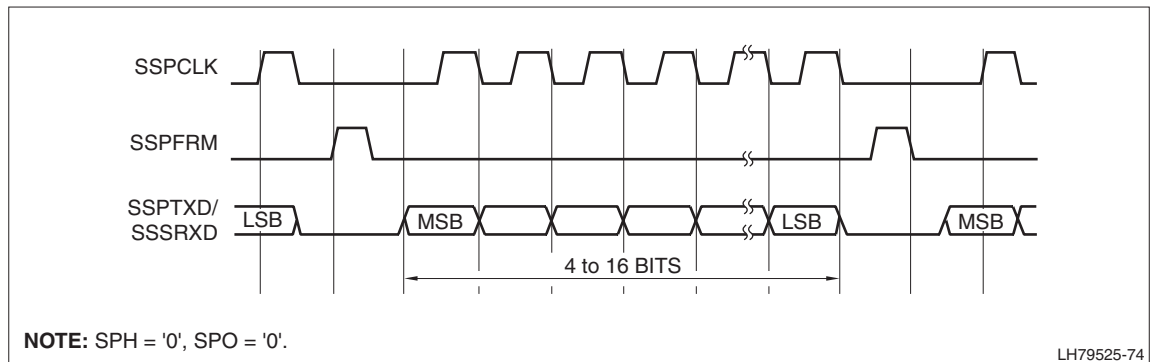 SSPCLK
SSPFRM
SSPTXD/
SSSRXD
LSB
MSB
LSB
MSB
4 to 16 BITS
NOTE: SPH = '0', SPO = '0'.
LH79525-74